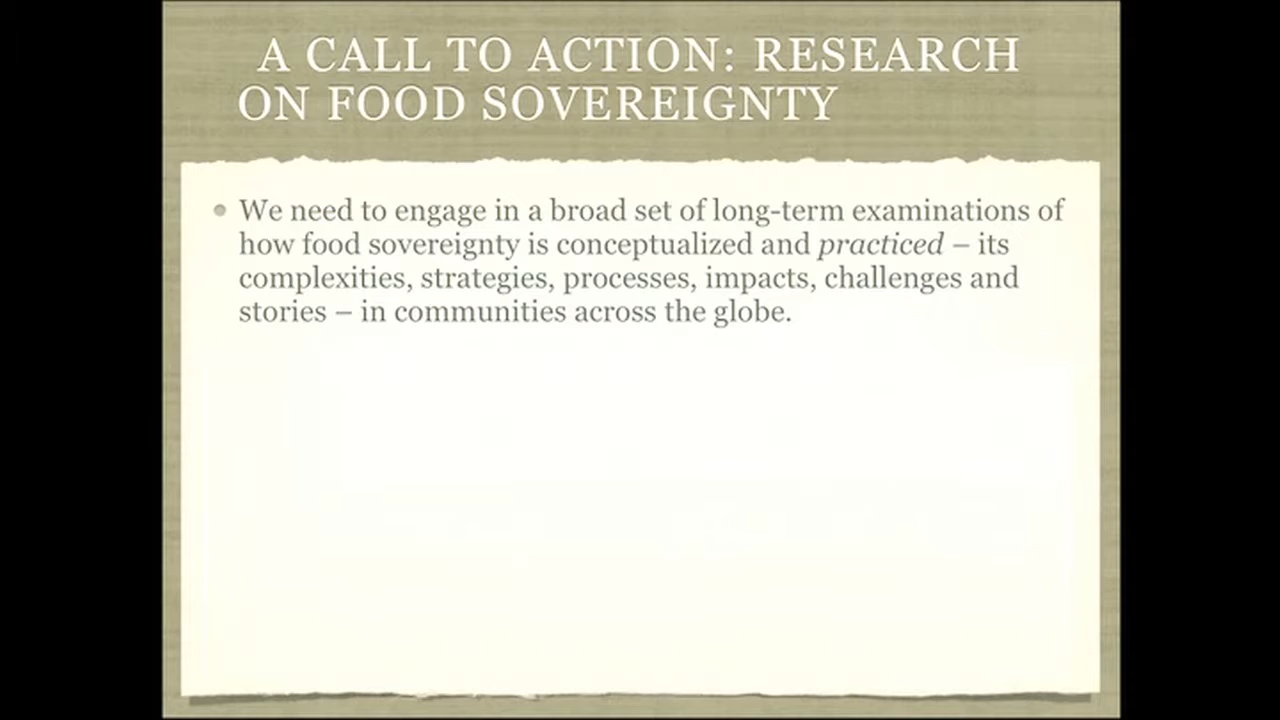 A CALL TO ACTION: RESEARCH
ON FOOD SOVEREIGNTY
We need to engage in a broad set of long-term examinations of
how food sovereignty is conceptualized and practiced – its
complexities, strategies, processes, impacts, challenges and
stories – in communities across the globe.